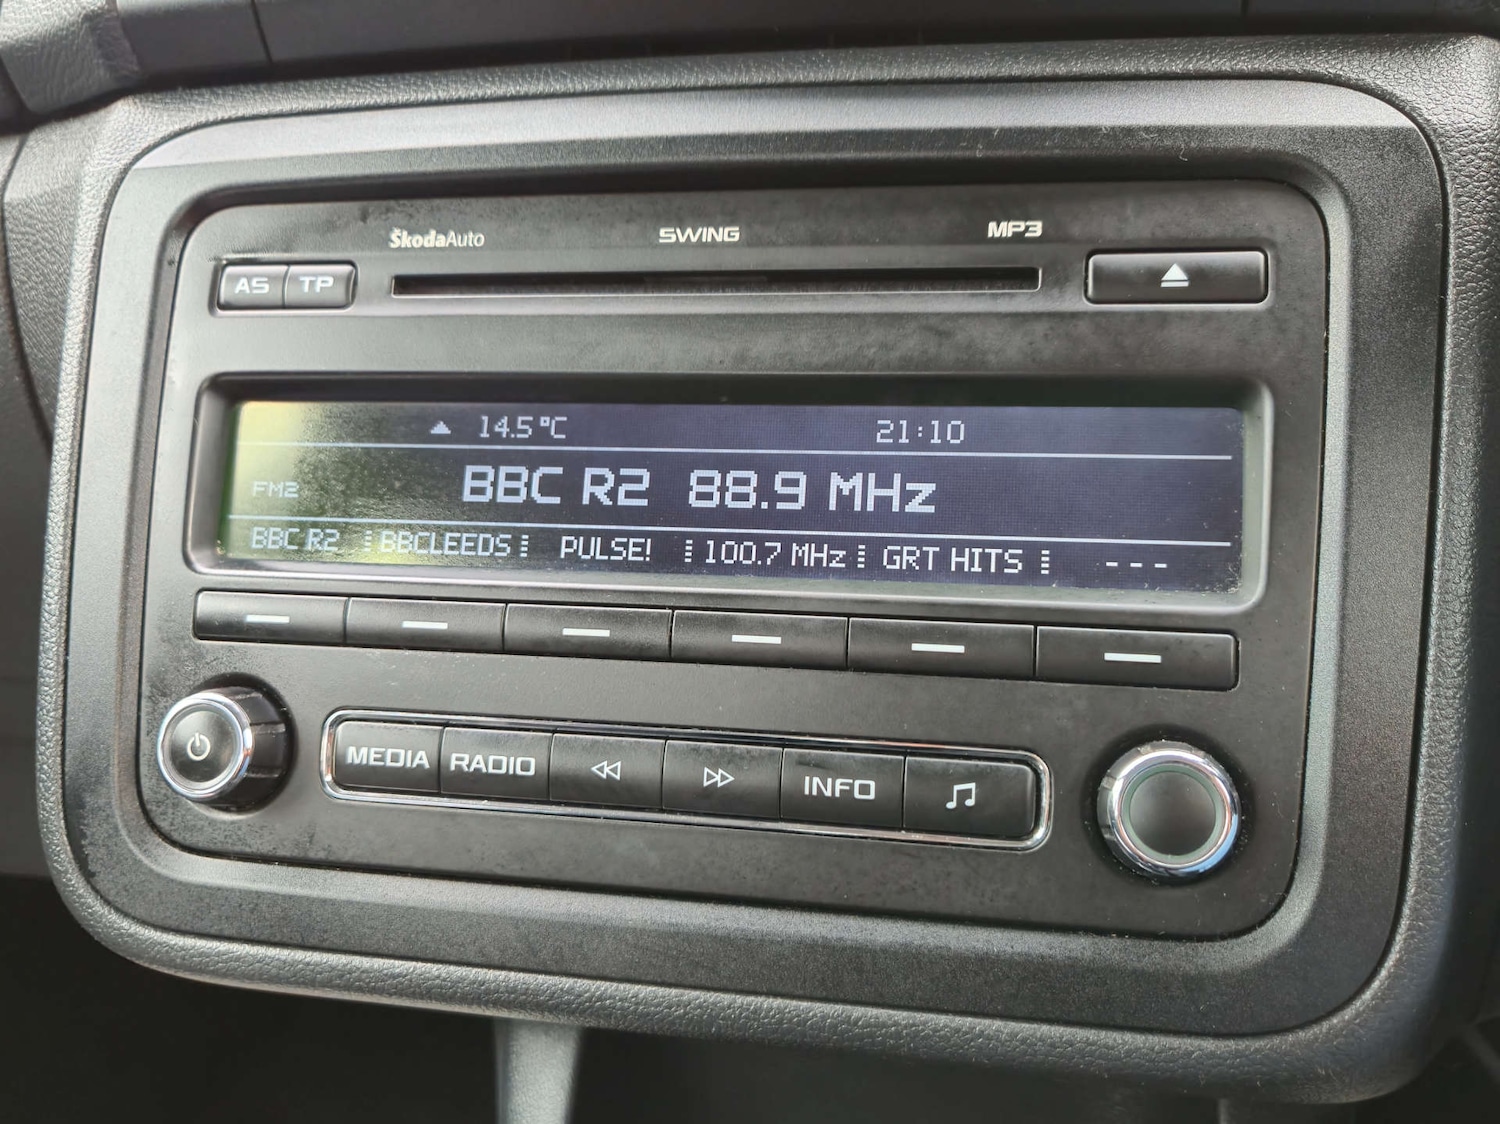 ŠkodaAuto SWING MP3
AS TP
14.5°C 21:10
FM2 BBC R2 88.9 MHz
BBC R2 BBCLEEDS PULSE! 100.7 MHz GRT HITS ---
MEDIA RADIO INFO